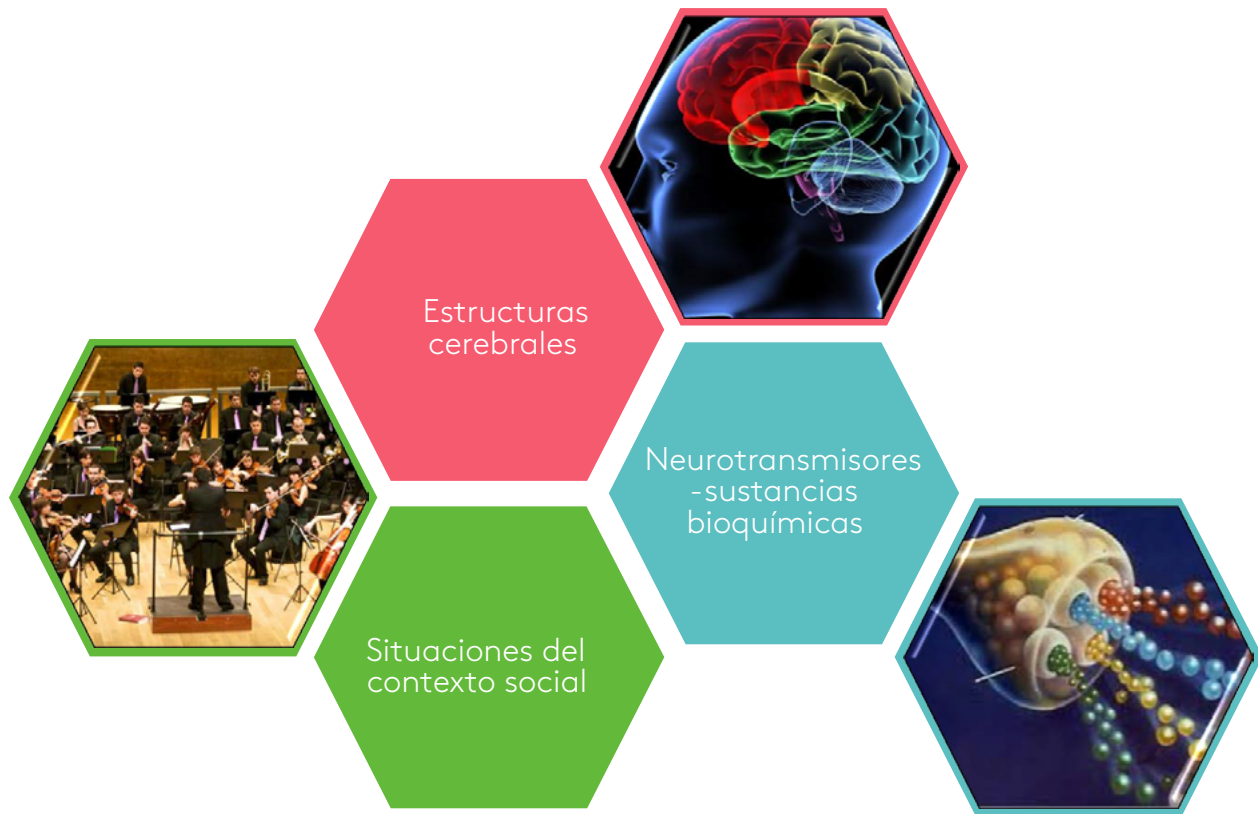 Estructuras
cerebrales
Neurotransmisores
-sustancias
bioquímicas
Situaciones del
contexto social